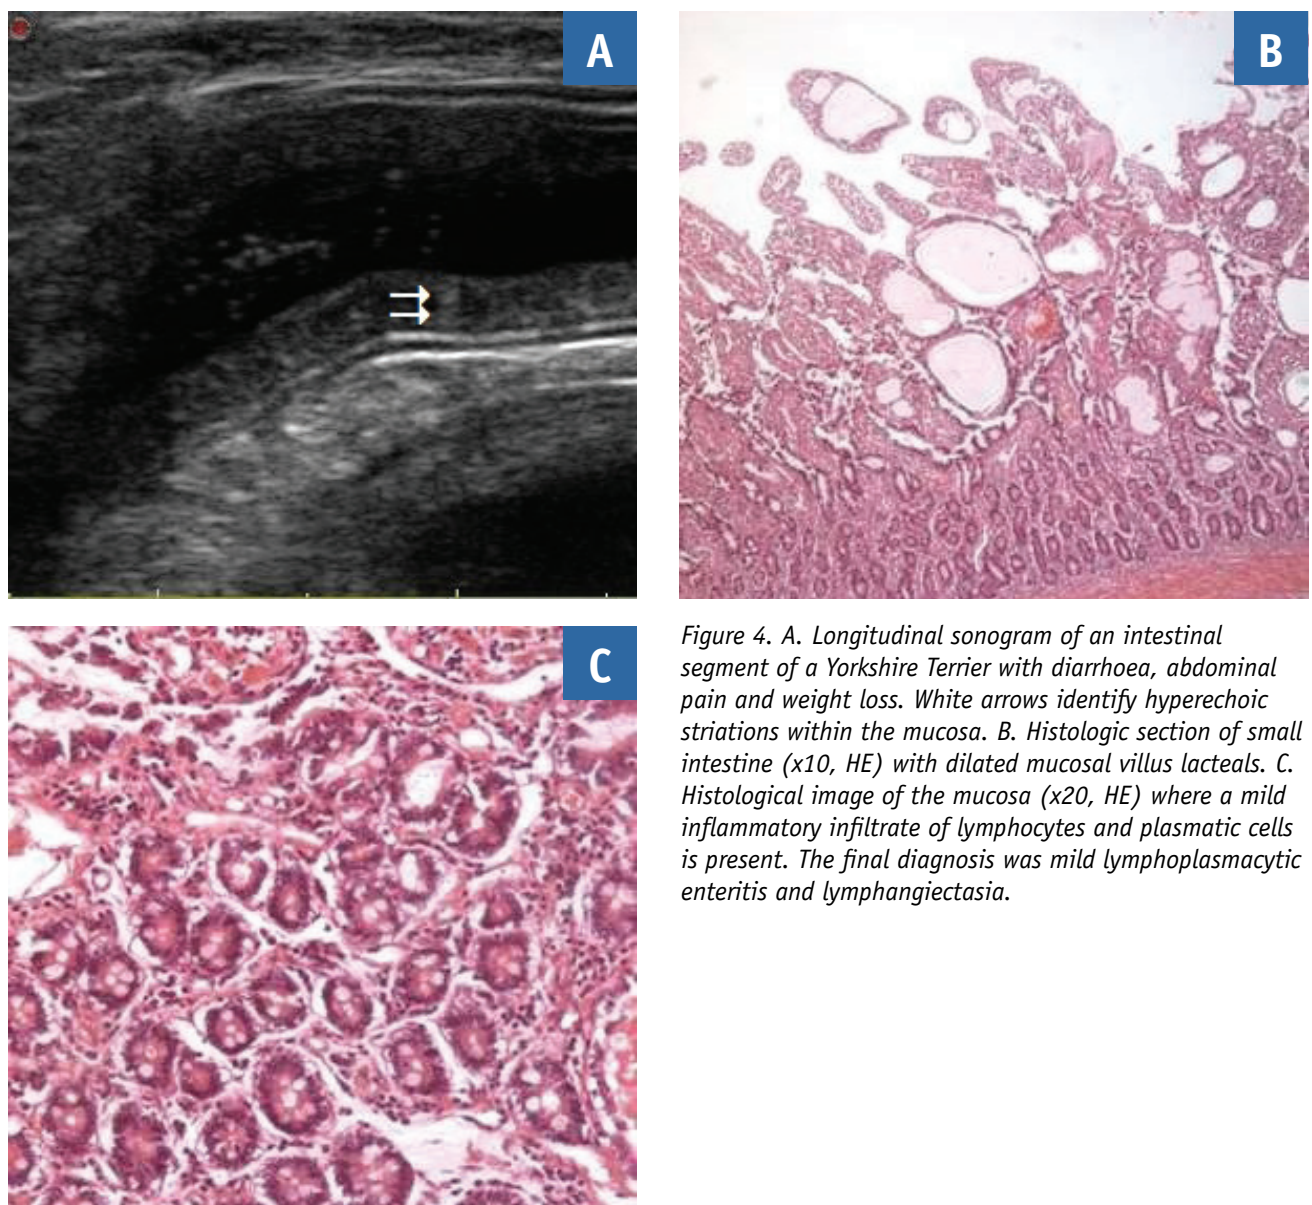 A
B
C
Figure 4. A. Longitudinal sonogram of an intestinal
segment of a Yorkshire Terrier with diarrhoea, abdominal
pain and weight loss. White arrows identify hyperechoic
striations within the mucosa. B. Histologic section of small
intestine (x10, HE) with dilated mucosal villus lacteals. C.
Histological image of the mucosa (x20, HE) where a mild
inflammatory infiltrate of lymphocytes and plasmatic cells
is present. The final diagnosis was mild lymphoplasmacytic
enteritis and lymphangiectasia.